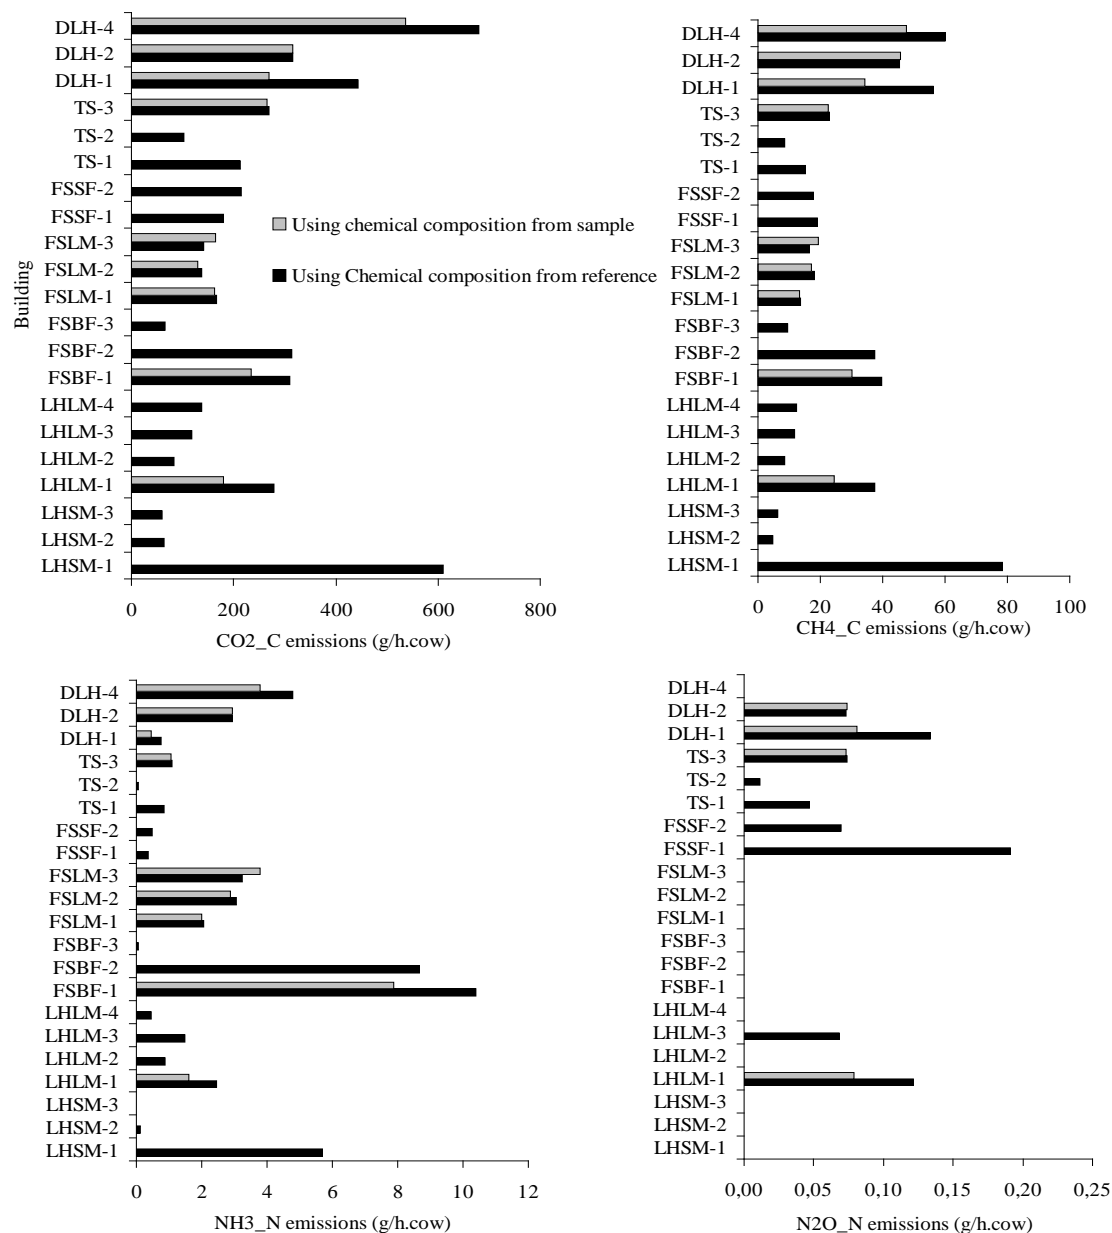 DLH-4
DLH-2
DLH-1
TS-3
TS-2
TS-1
FSSF-2
FSSF-1
FSLM-3
FSLM-2
FSLM-1
FSBF-3
FSBF-2
FSBF-1
LHLM-4
LHLM-3
LHLM-2
LHLM-1
LHSM-3
LHSM-2
LHSM-1
Building
Using chemical composition from sample
Using Chemical composition from reference
0 200 400 600 800
CO2_C emissions (g/h.cow)
DLH-4
DLH-2
DLH-1
TS-3
TS-2
TS-1
FSSF-2
FSSF-1
FSLM-3
FSLM-2
FSLM-1
FSBF-3
FSBF-2
FSBF-1
LHLM-4
LHLM-3
LHLM-2
LHLM-1
LHSM-3
LHSM-2
LHSM-1
0 20 40 60 80 100
CH4_C emissions (g/h.cow)
DLH-4
DLH-2
DLH-1
TS-3
TS-2
TS-1
FSSF-2
FSSF-1
FSLM-3
FSLM-2
FSLM-1
FSBF-3
FSBF-2
FSBF-1
LHLM-4
LHLM-3
LHLM-2
LHLM-1
LHSM-3
LHSM-2
LHSM-1
0 2 4 6 8 10 12
NH3_N emissions (g/h.cow)
DLH-4
DLH-2
DLH-1
TS-3
TS-2
TS-1
FSSF-2
FSSF-1
FSLM-3
FSLM-2
FSLM-1
FSBF-3
FSBF-2
FSBF-1
LHLM-4
LHLM-3
LHLM-2
LHLM-1
LHSM-3
LHSM-2
LHSM-1
0,00 0,05 0,10 0,15 0,20 0,25
N2O_N emissions (g/h.cow)